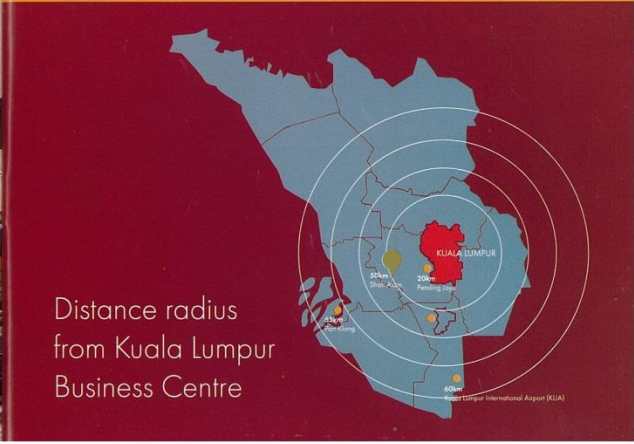 KUALA LUMPUR
50km
Shah Alam
20km
Petaling Jaya
45km
Port Klang
60km
Kuala Lumpur International Airport (KLIA)
Distance radius
from Kuala Lumpur
Business Centre